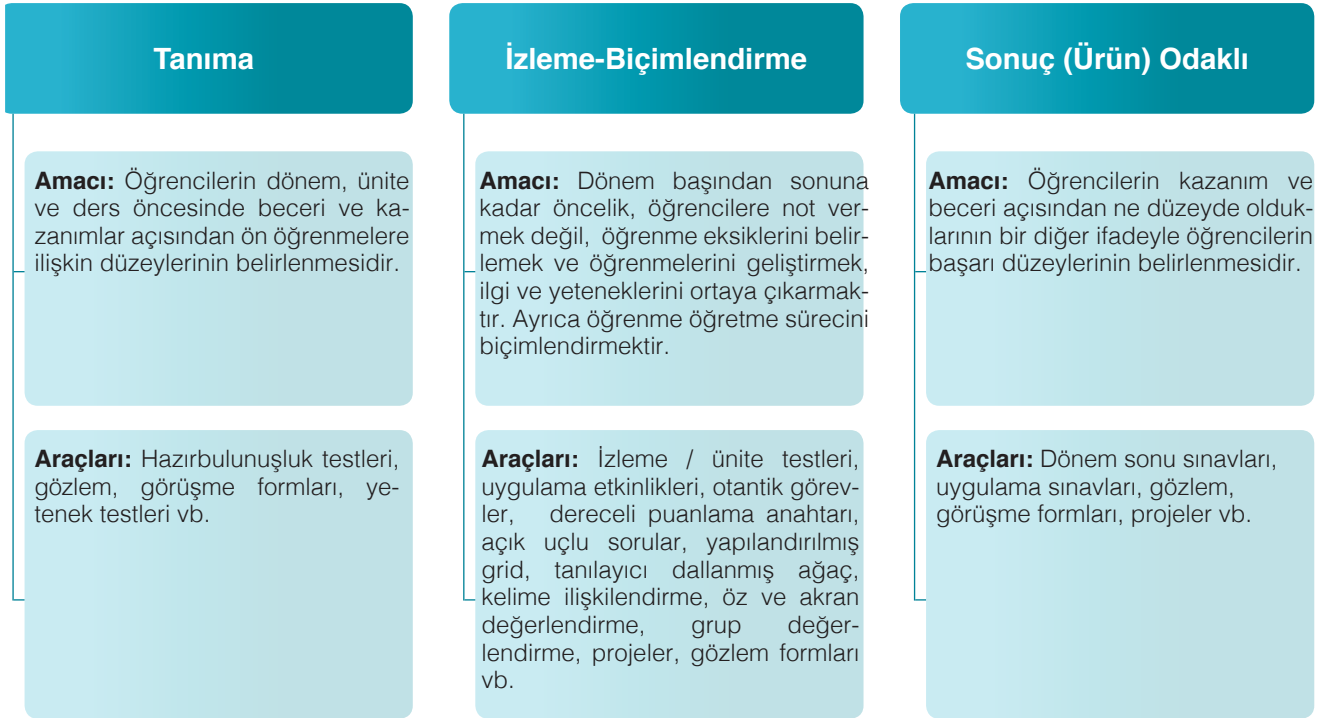 Tanıma
Amacı: Öğrencilerin dönem, ünite
ve ders öncesinde beceri ve ka-
zanımlar açısından ön öğrenmelere
ilişkin düzeylerinin belirlenmesidir.
Araçları: Hazırbulunuşluk testleri,
gözlem, görüşme formları, ye-
tenek testleri vb.
İzleme-Biçimlendirme
Amacı: Dönem başından sonuna
kadar öncelik, öğrencilere not ver-
mek değil, öğrenme eksiklerini belir-
lemek ve öğrenmelerini geliştirmek,
ilgi ve yeteneklerini ortaya çıkarmak-
tır. Ayrıca öğrenme öğretme sürecini
biçimlendirmektir.
Araçları: İzleme / ünite testleri,
uygulama etkinlikleri, otantik görev-
ler, dereceli puanlama anahtarı,
açık uçlu sorular, yapılandırılmış
grid, tanılayıcı dallanmış ağaç,
kelime ilişkilendirme, öz ve akran
değerlendirme, grup değer-
lendirme, projeler, gözlem formları
vb.
Sonuç (Ürün) Odaklı
Amacı: Öğrencilerin kazanım ve
beceri açısından ne düzeyde olduk-
larının bir diğer ifadeyle öğrencilerin
başarı düzeylerinin belirlenmesidir.
Araçları: Dönem sonu sınavları,
uygulama sınavları, gözlem,
görüşme formları, projeler vb.